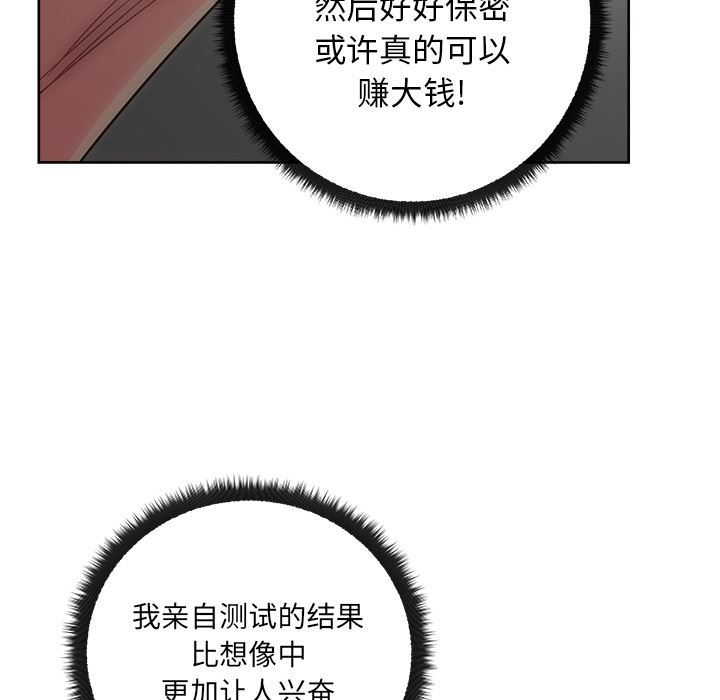 然后好好保密
或许真的可以
赚大钱!
我亲自测试的结果
比想像中
更加让人兴奋